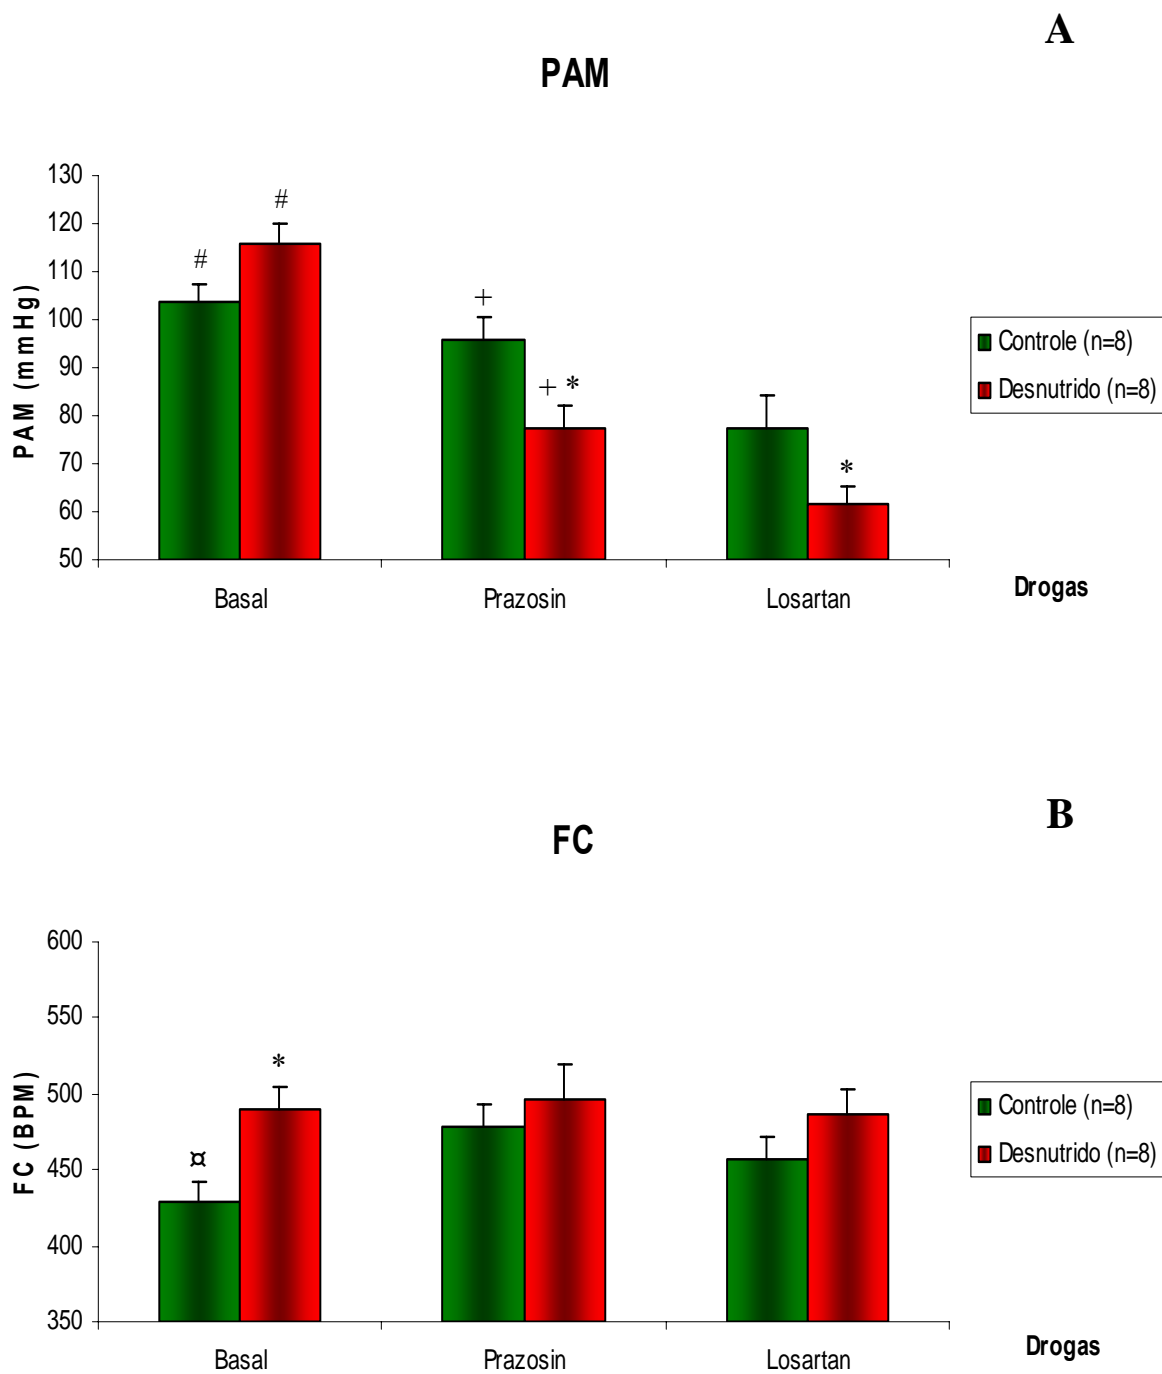 A
PAM
PAM (mmHg)
130
120
110
100
90
80
70
60
50
#
#
+
+ *
*
Basal
Prazosin
Losartan
Drogas
Controle (n=8)
Desnutrido (n=8)
B
FC
FC (BPM)
600
550
500
450
400
350
¤
*
Basal
Prazosin
Losartan
Drogas
Controle (n=8)
Desnutrido (n=8)